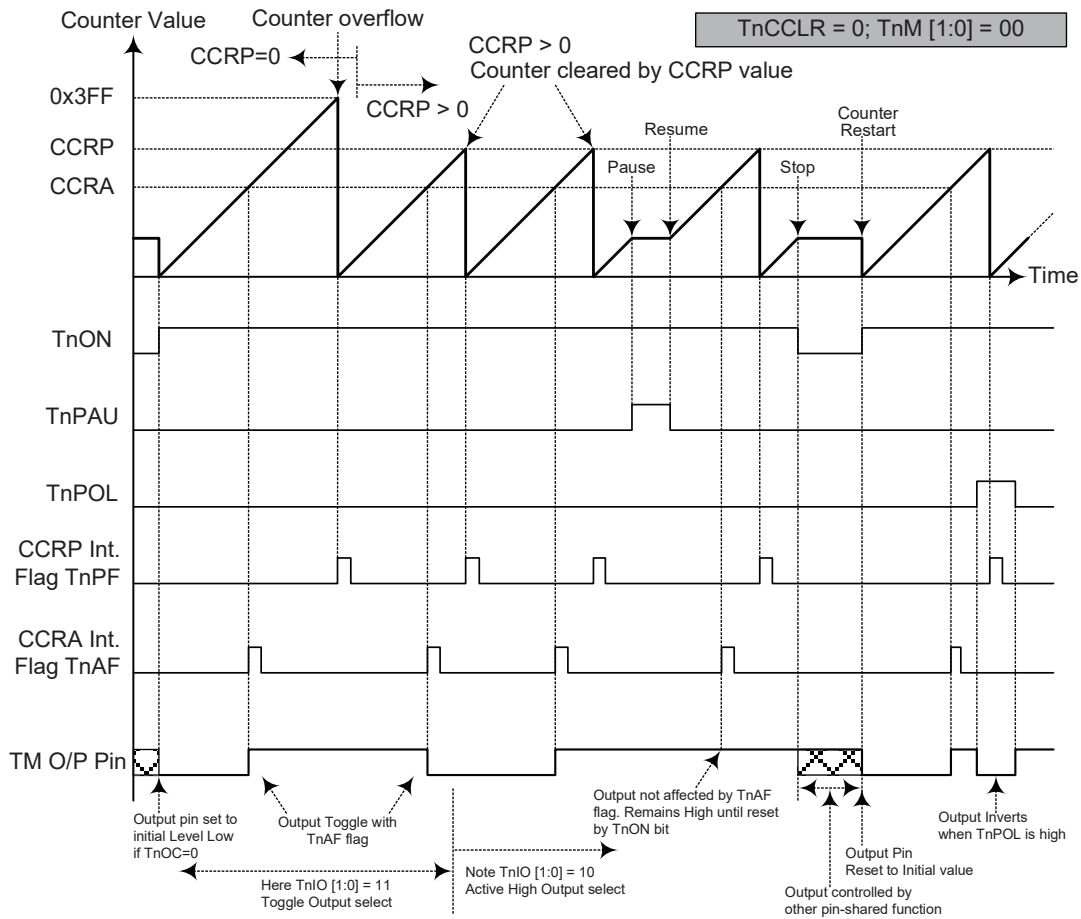 Counter Value
Counter overflow
TnCCLR = 0; TnM [1:0] = 00
CCRP=0
CCRP > 0
CCRP > 0
Counter cleared by CCRP value
0x3FF
CCRP
CCRA
Pause
Resume
Stop
Counter
Restart
Time
TnON
TnPAU
TnPOL
CCRP Int.
Flag TnPF
CCRA Int.
Flag TnAF
TM O/P Pin
Output pin set to
initial Level Low
if TnOC=0
Output Toggle with
TnAF flag
Output not affected by TnAF
flag. Remains High until reset
by TnON bit
Output Inverts
when TnPOL is high
Here TnIO [1:0] = 11
Toggle Output select
Note TnIO [1:0] = 10
Active High Output select
Output Pin
Reset to Initial value
Output controlled by
other pin-shared function